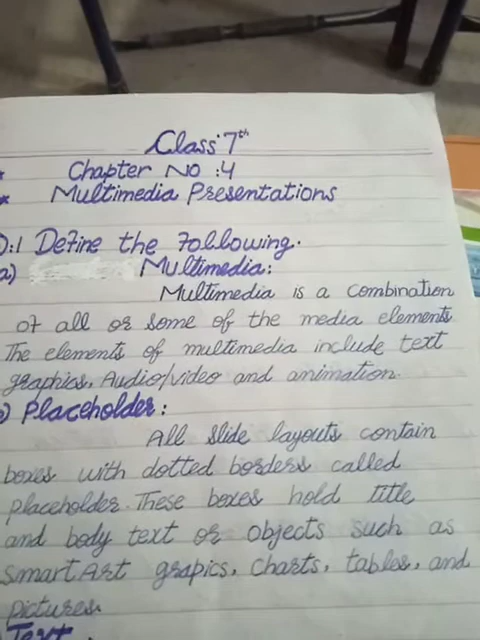 Class 7th
* Chapter No :4
* Multimedia Presentations
Q:1 Define the following.
a) Multimedia:
Multimedia is a combination
of all or some of the media elements
The elements of multimedia include text
graphics, Audio/video and animation.
b) Placeholder:
All slide layouts contain
boxes with dotted borders called
placeholder. These boxes hold title
and body text or objects such as
SmartArt grapics, charts, tables, and
pictures.
Text.